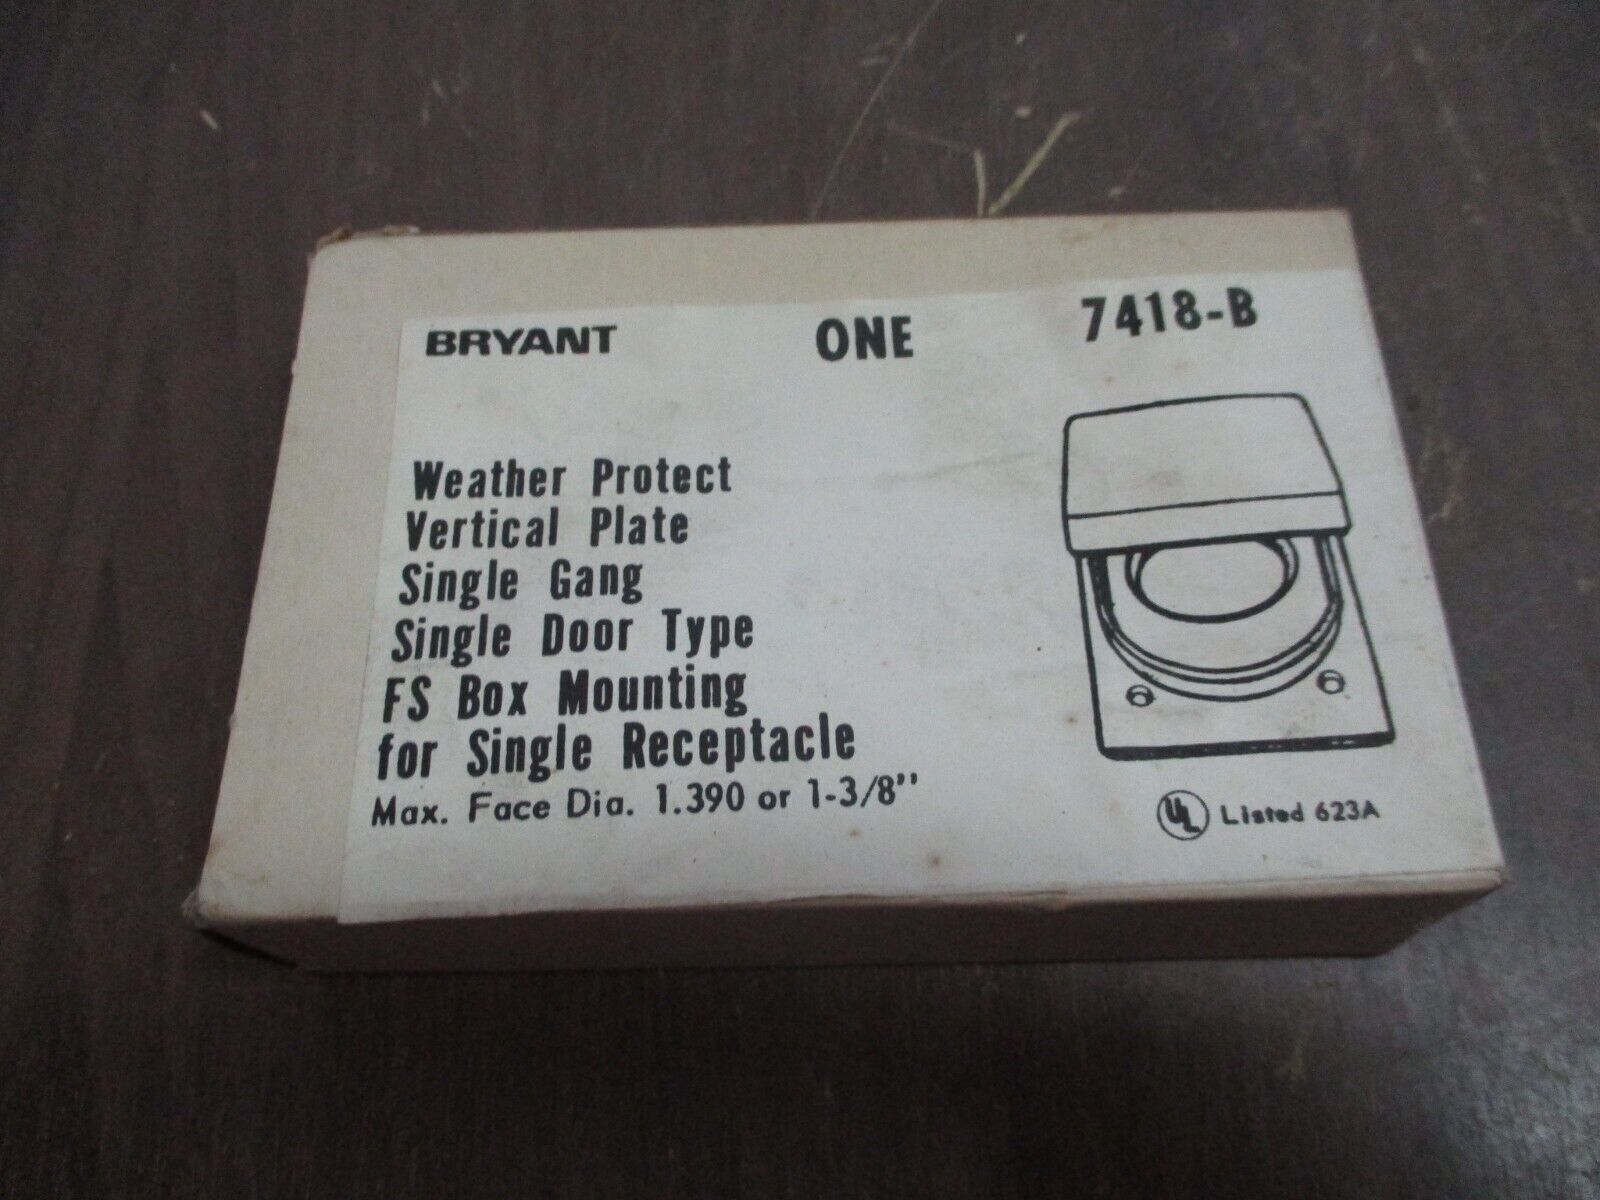 BRYANT ONE 7418-B
Weather Protect
Vertical Plate
Single Gang
Single Door Type
FS Box Mounting
for Single Receptacle
Max. Face Dia. 1.390 or 1-3/8"
UL Listed 623A